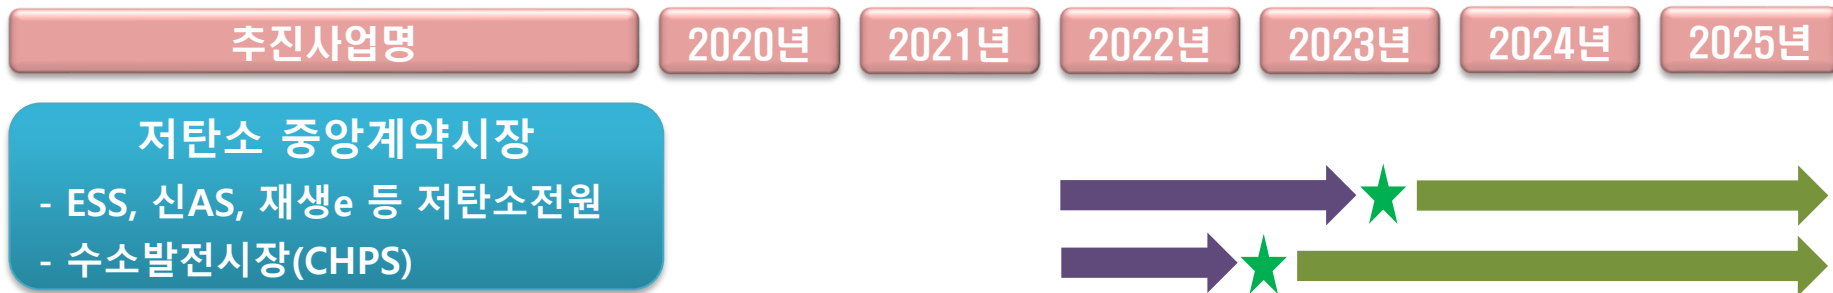 추진사업명 2020년 2021년 2022년 2023년 2024년 2025년
저탄소 중앙계약시장
- ESS, 신AS, 재생e 등 저탄소전원
- 수소발전시장(CHPS)